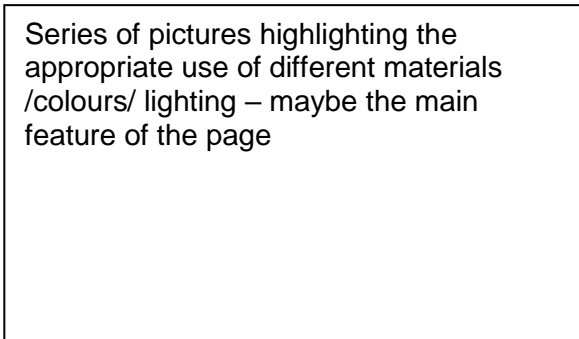 Series of pictures highlighting the
appropriate use of different materials
/colours/ lighting – maybe the main
feature of the page